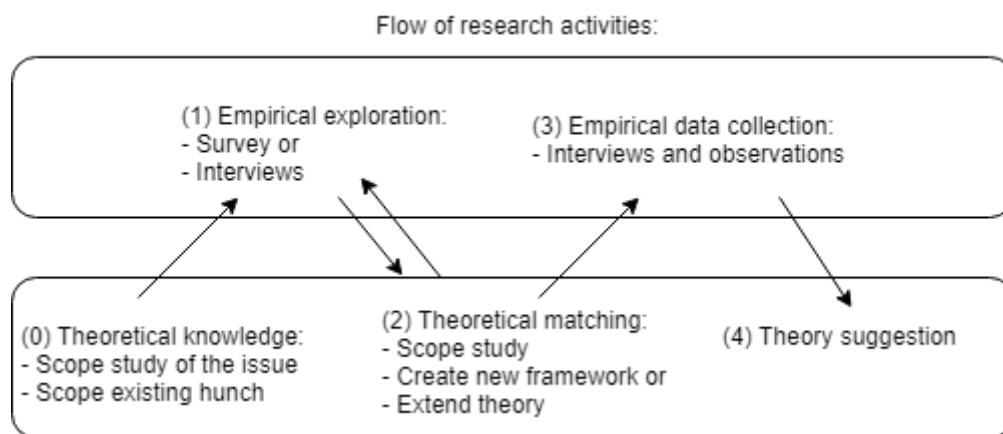 Flow of research activities:
(1) Empirical exploration:
- Survey or
- Interviews
(3) Empirical data collection:
- Interviews and observations
(0) Theoretical knowledge:
- Scope study of the issue
- Scope existing hunch
(2) Theoretical matching:
- Scope study
- Create new framework or
- Extend theory
(4) Theory suggestion